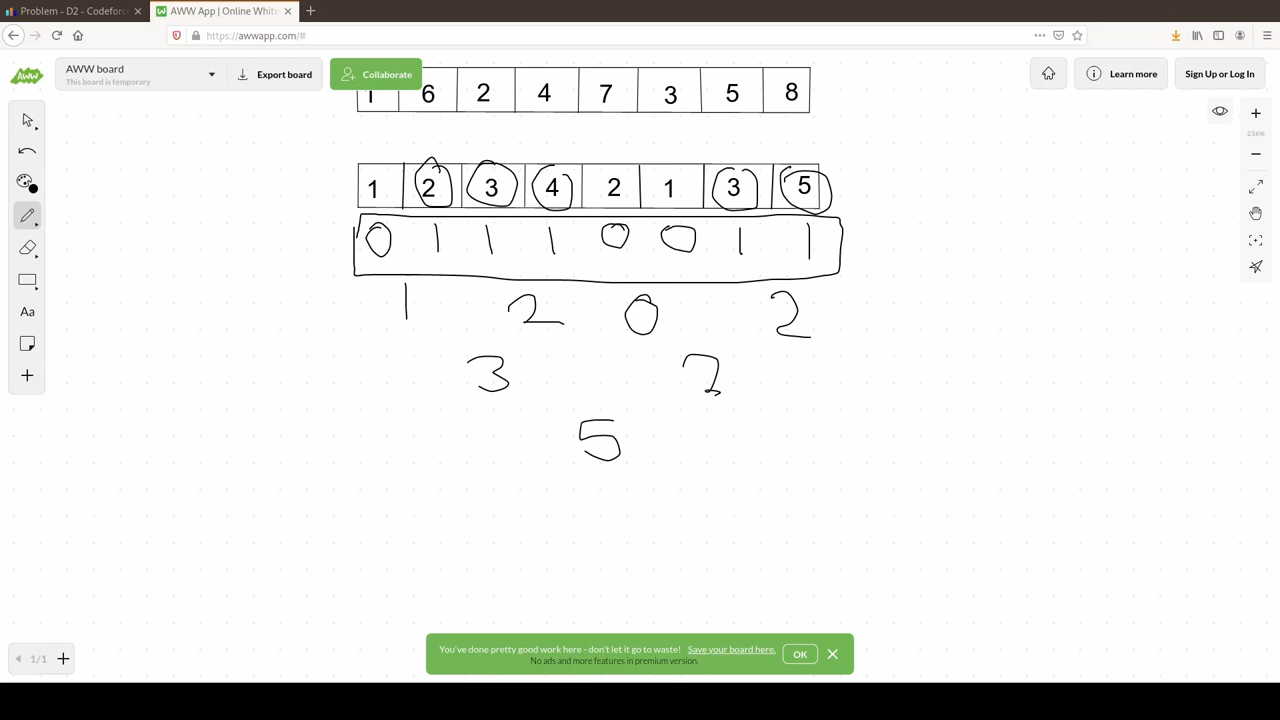 Problem - D2 - Codeforc
AWW App | Online White
https://awwapp.com/#
AWW
AWW board
This board is temporary
Export board
Collaborate
Learn more
Sign Up or Log In
1 6 2 4 7 3 5 8
236%
1 2 3 4 2 1 3 5
0 1 1 1 0 0 1 1
1 2 0 2
Aa
3 2
5
You've done pretty good work here - don't let it go to waste! Save your board here.
No ads and more features in premium version.
OK
1/1